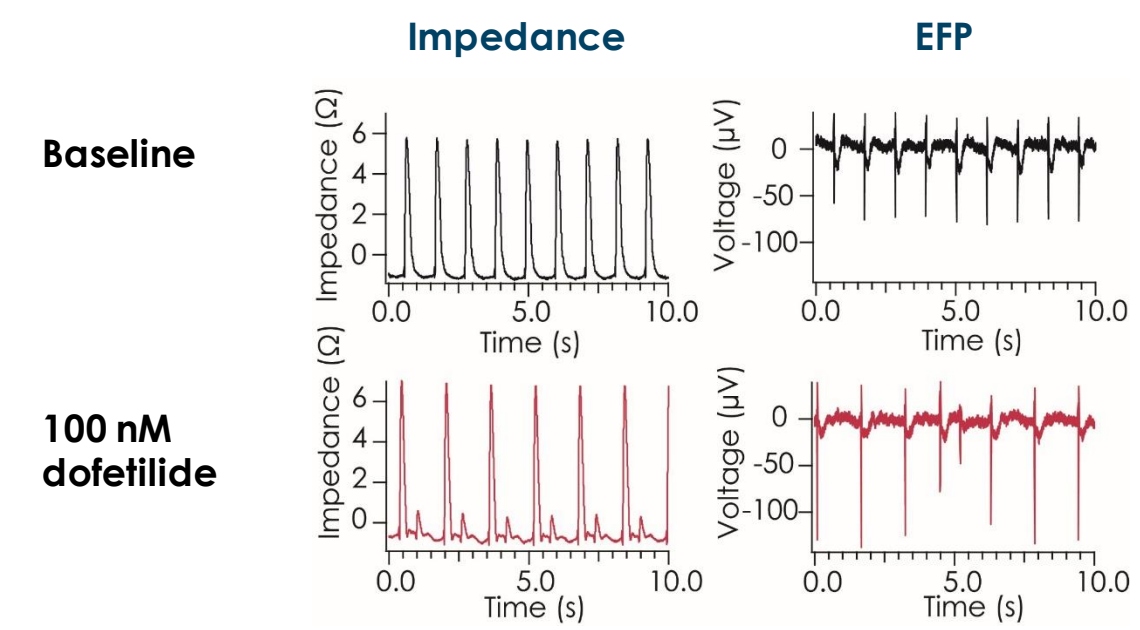 Impedance EFP
Baseline
Impedance (Ω)
6
4
2
0
0.0 5.0 10.0
Time (s)
Voltage (µV)
0
-50
-100
0.0 5.0 10.0
Time (s)
100 nM
dofetilide
Impedance (Ω)
6
4
2
0
0.0 5.0 10.0
Time (s)
Voltage (µV)
0
-50
-100
0.0 5.0 10.0
Time (s)